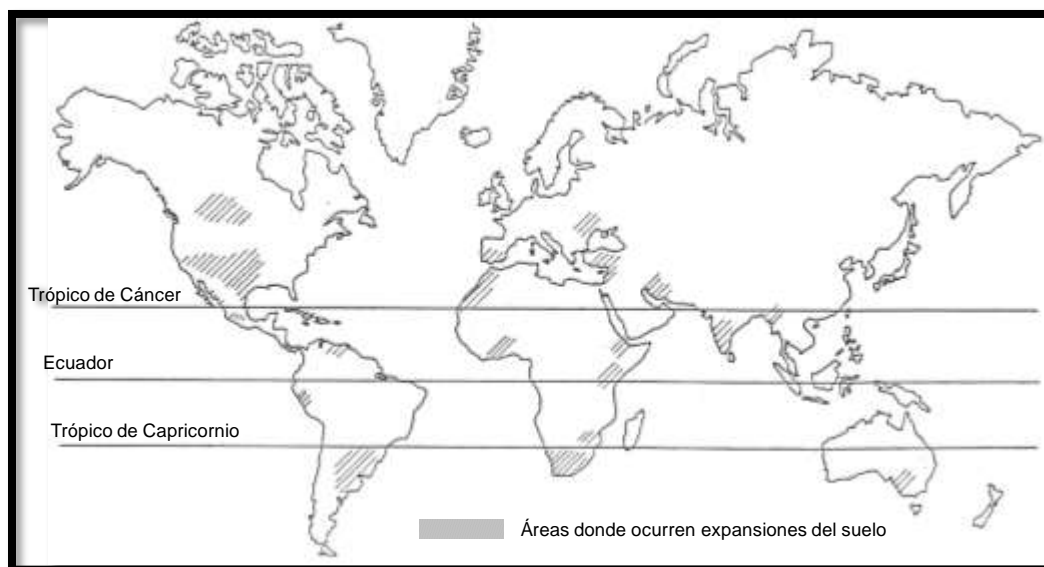 Trópico de Cáncer
Ecuador
Trópico de Capricornio
Áreas donde ocurren expansiones del suelo